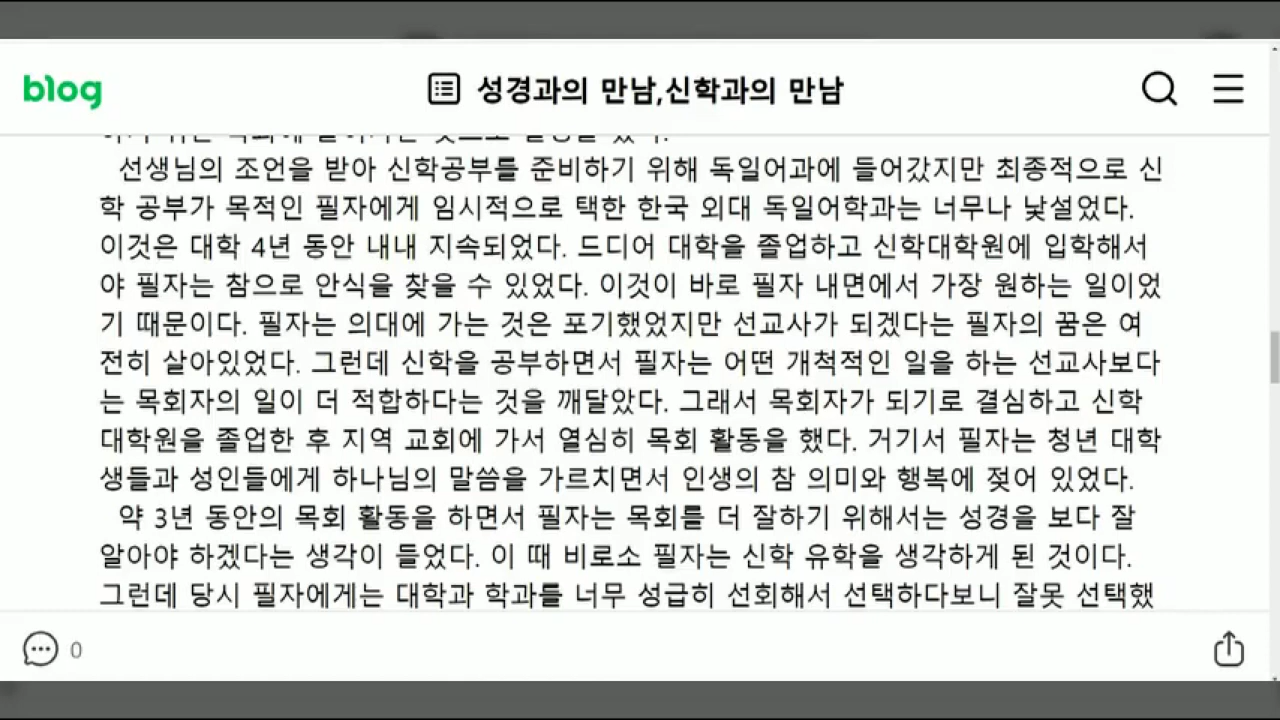 blog
성경과의 만남,신학과의 만남
선생님의 조언을 받아 신학공부를 준비하기 위해 독일어과에 들어갔지만 최종적으로 신
학 공부가 목적인 필자에게 임시적으로 택한 한국 외대 독일어학과는 너무나 낯설었다.
이것은 대학 4년 동안 내내 지속되었다. 드디어 대학을 졸업하고 신학대학원에 입학해서
야 필자는 참으로 안식을 찾을 수 있었다. 이것이 바로 필자 내면에서 가장 원하는 일이었
기 때문이다. 필자는 의대에 가는 것은 포기했었지만 선교사가 되겠다는 필자의 꿈은 여
전히 살아있었다. 그런데 신학을 공부하면서 필자는 어떤 개척적인 일을 하는 선교사보다
는 목회자의 일이 더 적합하다는 것을 깨달았다. 그래서 목회자가 되기로 결심하고 신학
대학원을 졸업한 후 지역 교회에 가서 열심히 목회 활동을 했다. 거기서 필자는 청년 대학
생들과 성인들에게 하나님의 말씀을 가르치면서 인생의 참 의미와 행복에 젖어 있었다.
약 3년 동안의 목회 활동을 하면서 필자는 목회를 더 잘하기 위해서는 성경을 보다 잘
알아야 하겠다는 생각이 들었다. 이 때 비로소 필자는 신학 유학을 생각하게 된 것이다.
그런데 당시 필자에게는 대학과 학과를 너무 성급히 선회해서 선택하다보니 잘못 선택했
0